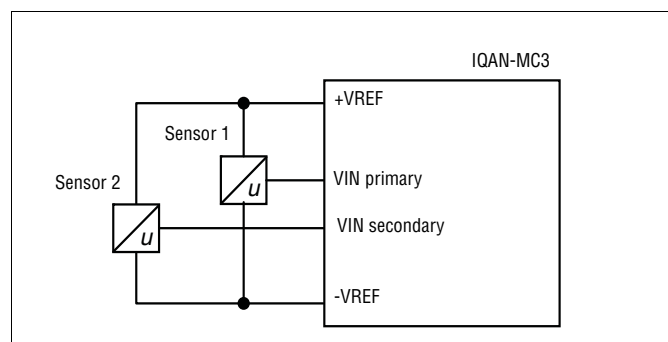 IQAN-MC3
+VREF
Sensor 1
u
VIN primary
Sensor 2
u
VIN secondary
-VREF